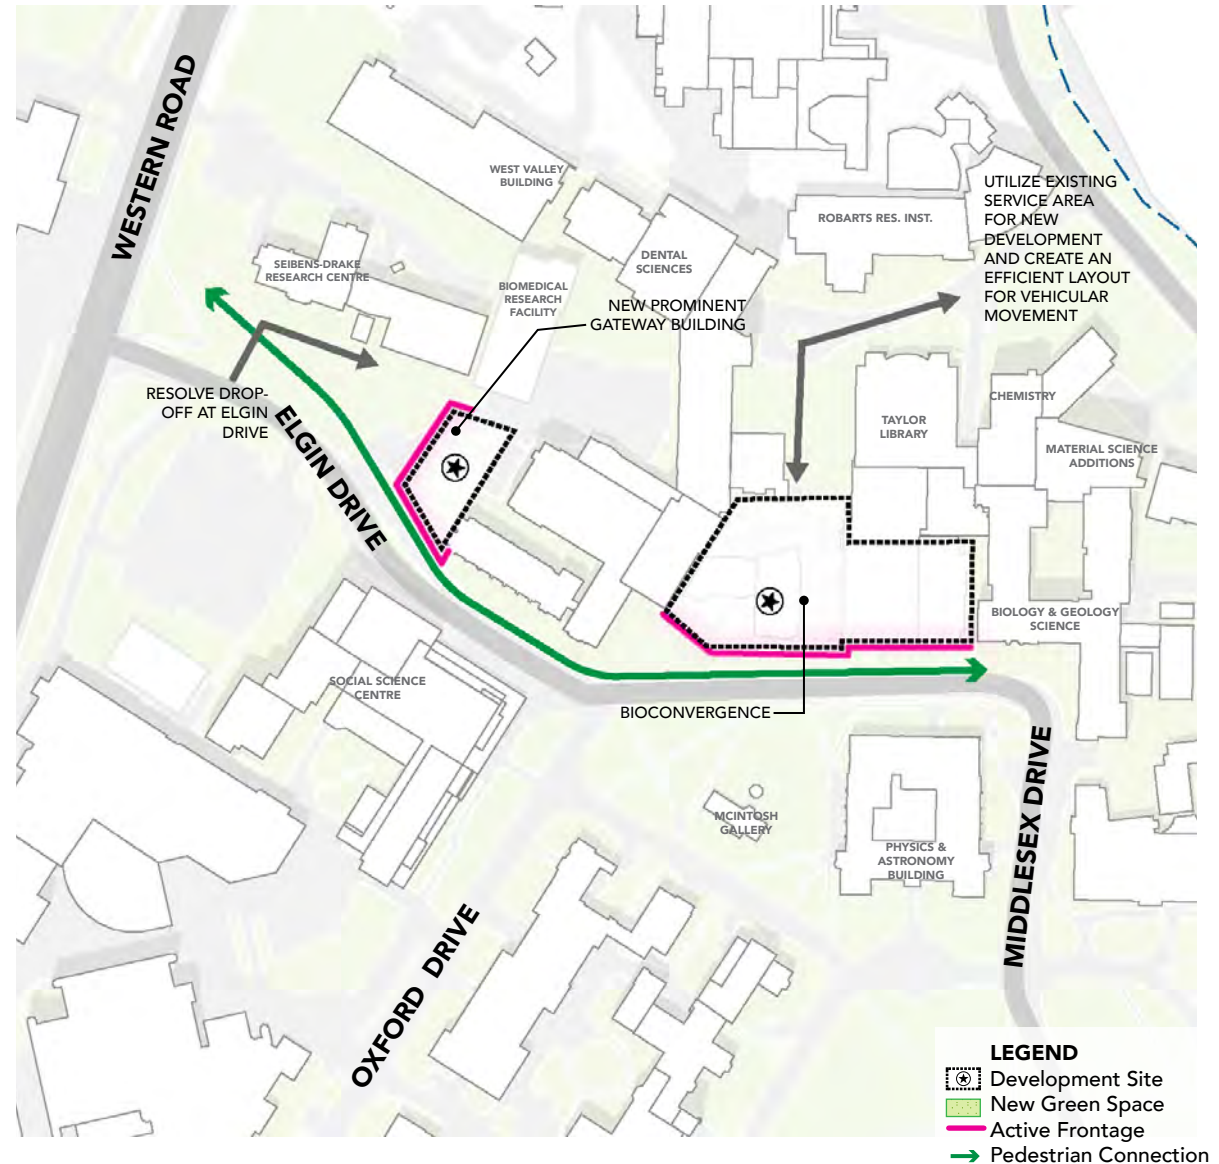 WESTERN ROAD
WEST VALLEY
BUILDING
UTILIZE EXISTING
SERVICE AREA
FOR NEW
DEVELOPMENT
AND CREATE AN
EFFICIENT LAYOUT
FOR VEHICULAR
MOVEMENT
ROBARTS RES. INST.
DENTAL
SCIENCES
SEIBENS-DRAKE
RESEARCH CENTRE
BIOMEDICAL
RESEARCH
FACILITY
NEW PROMINENT
GATEWAY BUILDING
RESOLVE DROP-
OFF AT ELGIN
DRIVE
ELGIN DRIVE
TAYLOR
LIBRARY
CHEMISTRY
MATERIAL SCIENCE
ADDITIONS
BIOLOGY & GEOLOGY
SCIENCE
SOCIAL SCIENCE
CENTRE
BIOCONVERGENCE
MCINTOSH
GALLERY
PHYSICS &
ASTRONOMY
BUILDING
MIDDLESEX DRIVE
OXFORD DRIVE
LEGEND
Development Site
New Green Space
Active Frontage
Pedestrian Connection